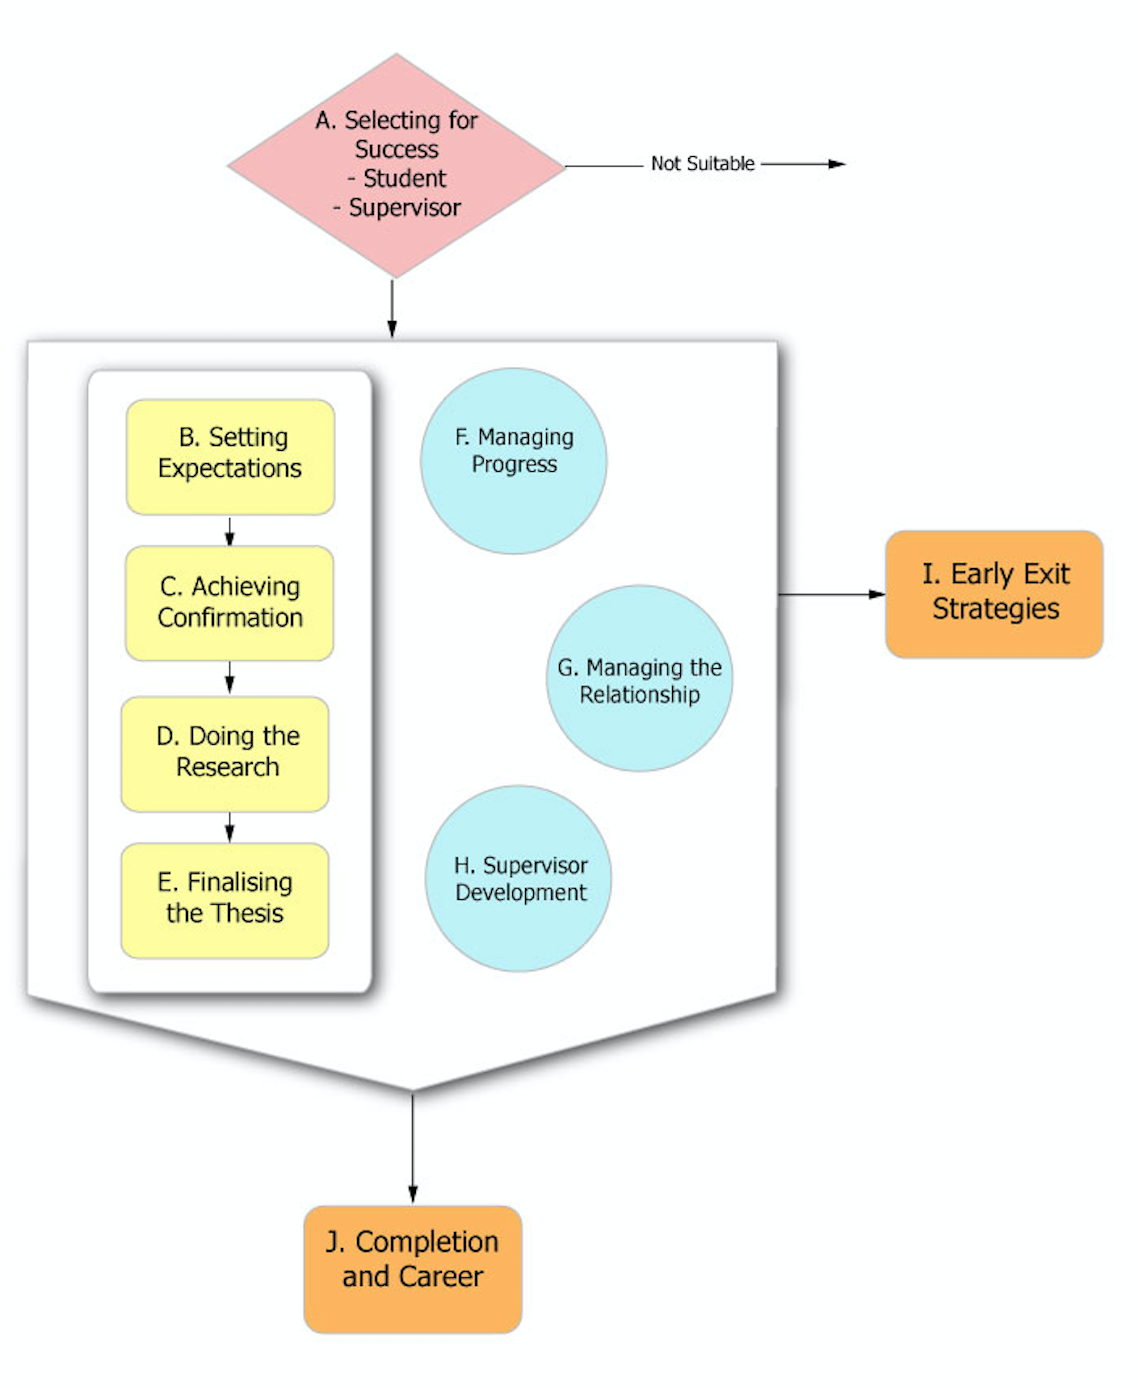 A. Selecting for
Success
- Student
- Supervisor
Not Suitable
B. Setting
Expectations
C. Achieving
Confirmation
D. Doing the
Research
E. Finalising
the Thesis
F. Managing
Progress
G. Managing the
Relationship
H. Supervisor
Development
I. Early Exit
Strategies
J. Completion
and Career